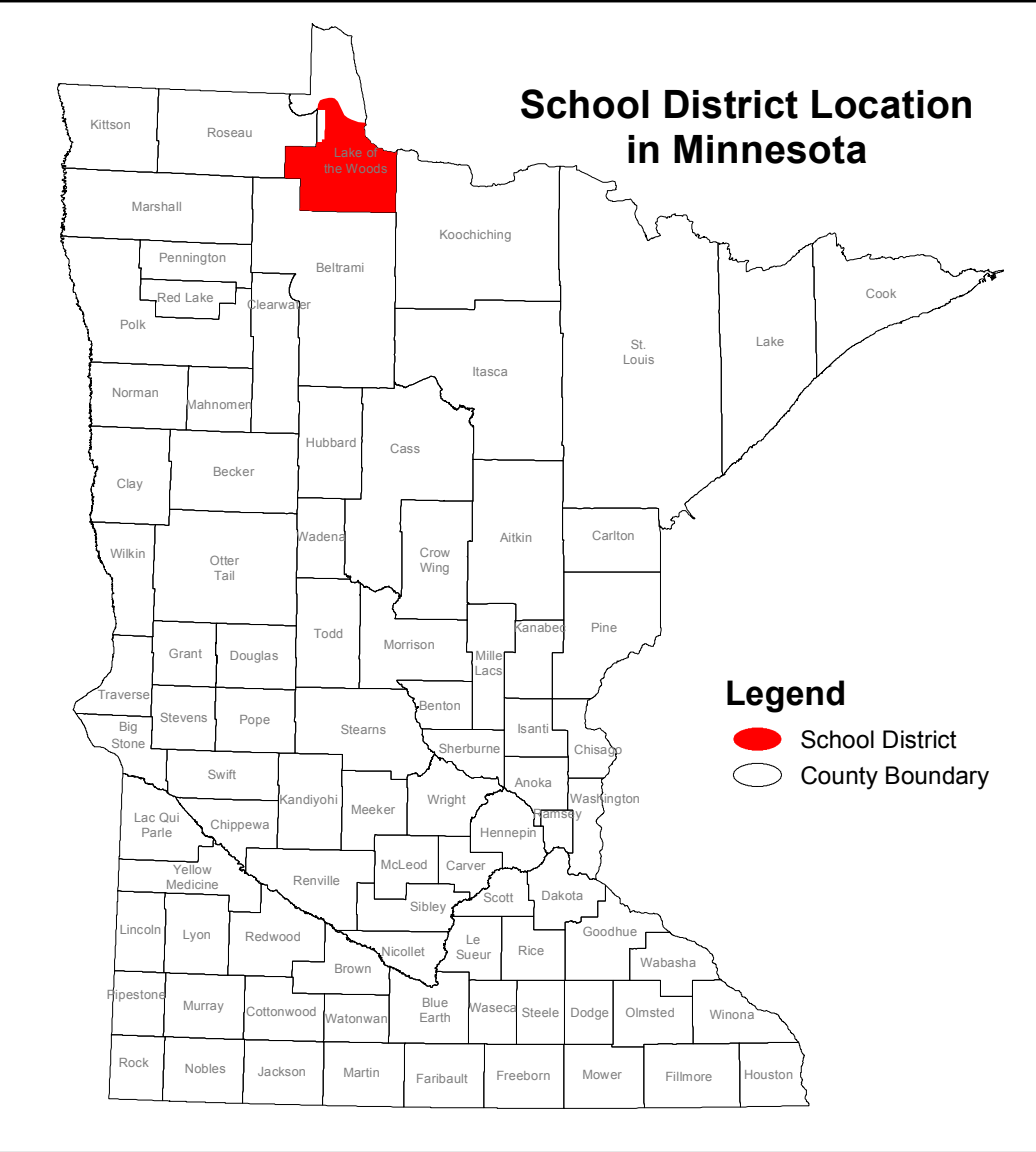 School District Location
in Minnesota
Kittson
Roseau
Lake of
the Woods
Marshall
Koochiching
Pennington
Beltrami
Red Lake
Clearwater
Cook
Polk
St.
Louis
Lake
Itasca
Norman
Mahnomen
Hubbard
Cass
Becker
Clay
Wadena
Aitkin
Carlton
Wilkin
Crow
Wing
Otter
Tail
Todd
Kanabec
Pine
Morrison
Grant
Douglas
Mille
Lacs
Traverse
Benton
Stevens
Pope
Stearns
Isanti
Big
Stone
Sherburne
Chisago
Legend
School District
County Boundary
Swift
Anoka
Kandiyohi
Meeker
Wright
Washington
Ramsey
Lac Qui
Parle
Chippewa
Hennepin
McLeod
Carver
Yellow
Medicine
Renville
Scott
Dakota
Sibley
Lincoln
Lyon
Redwood
Goodhue
Le
Sueur
Rice
Nicollet
Brown
Wabasha
Pipestone
Murray
Cottonwood
Watonwan
Blue
Earth
Waseca
Steele
Dodge
Olmsted
Winona
Rock
Nobles
Jackson
Martin
Faribault
Freeborn
Mower
Fillmore
Houston